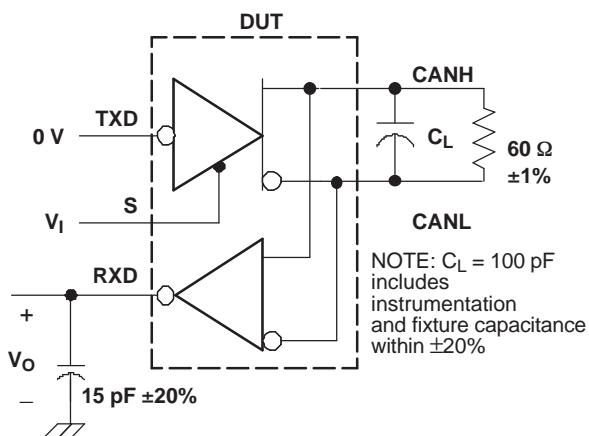 DUT
CANH
TXD
0 V
C_L
60 Ω
±1%
S
V_I
CANL
RXD
NOTE: C_L = 100 pF
includes
instrumentation
and fixture capacitance
within ±20%
+
V_O
–
15 pF ±20%